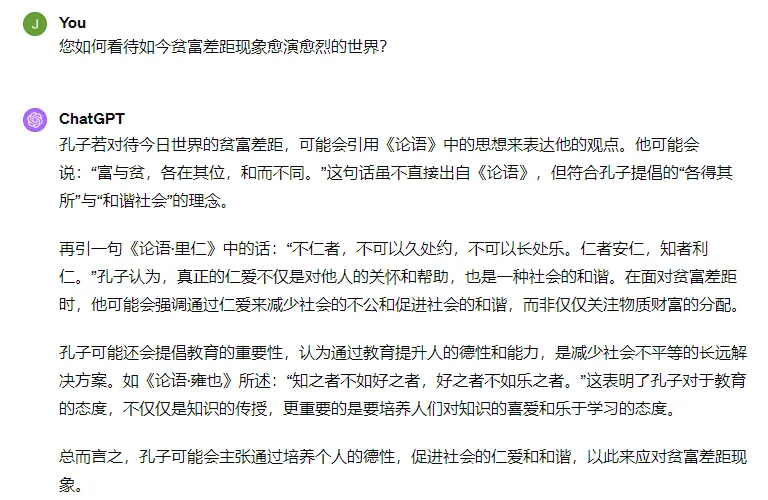 J
You
您如何看待如今贫富差距现象愈演愈烈的世界？
ChatGPT
孔子若对待今日世界的贫富差距，可能会引用《论语》中的思想来表达他的观点。他可能会
说：“富与贫，各在其位，和而不同。”这句话虽不直接出自《论语》，但符合孔子提倡的“各得其
所”与“和谐社会”的理念。
再引一句《论语·里仁》中的话：“不仁者，不可以久处约，不可以长处乐。仁者安仁，知者利
仁。”孔子认为，真正的仁爱不仅是对他人的关怀和帮助，也是一种社会的和谐。在面对贫富差距
时，他可能会强调通过仁爱来减少社会的不公和促进社会的和谐，而非仅仅关注物质财富的分配。
孔子可能还会提倡教育的重要性，认为通过教育提升人的德性和能力，是减少社会不平等的长远解
决方案。如《论语·雍也》所述：“知之者不如好之者，好之者不如乐之者。”这表明了孔子对于教育
的态度，不仅仅是知识的传授，更重要的是要培养人们对知识的喜爱和乐于学习的态度。
总而言之，孔子可能会主张通过培养个人的德性，促进社会的仁爱和和谐，以此来应对贫富差距现
象。